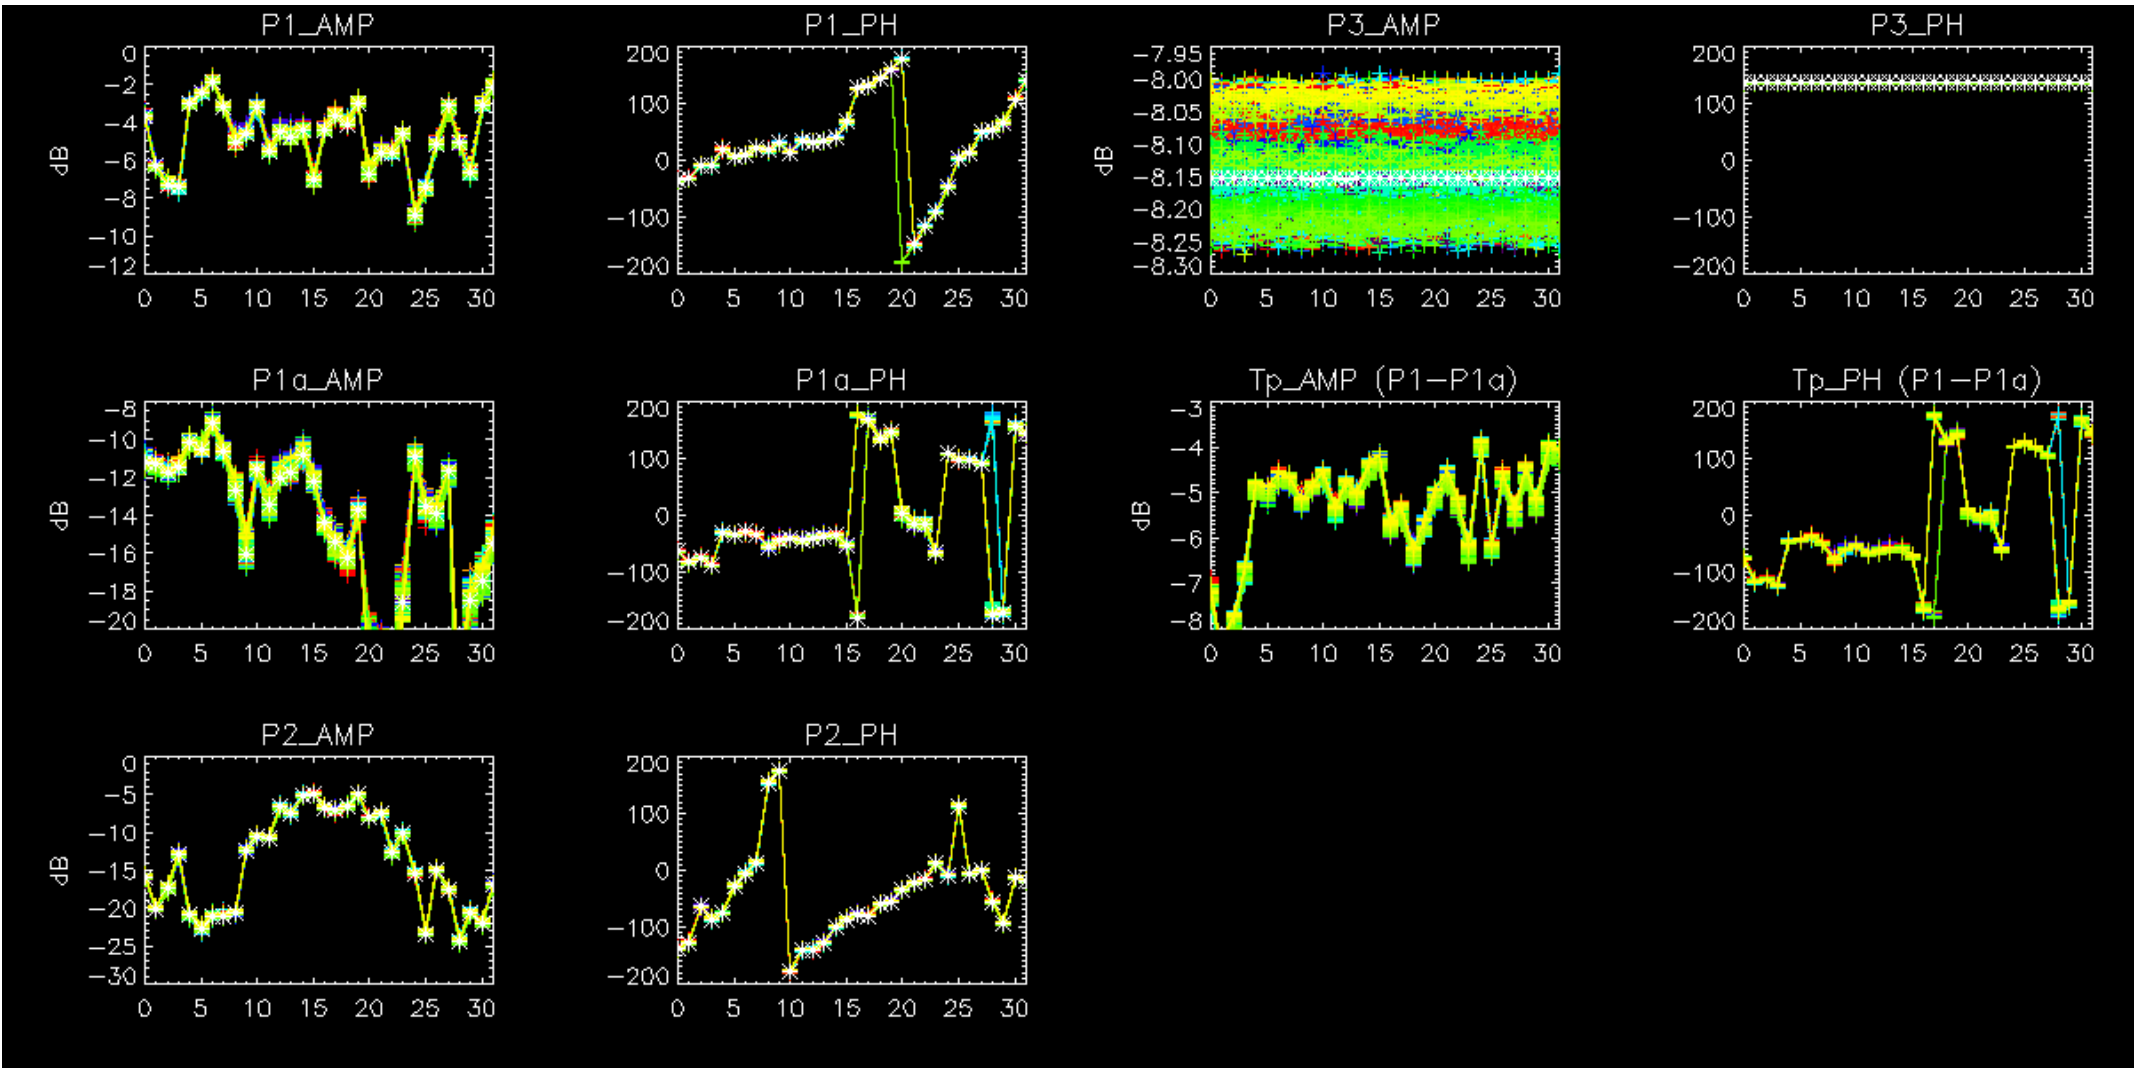 P1_AMP
0
−2
−4
−6
−8
−10
−12
dB
0 5 10 15 20 25 30
P1_PH
200
100
0
−100
−200
0 5 10 15 20 25 30
P3_AMP
−7.95
−8.00
−8.05
−8.10
−8.15
−8.20
−8.25
−8.30
dB
0 5 10 15 20 25 30
P3_PH
200
100
0
−100
−200
0 5 10 15 20 25 30
P1a_AMP
−8
−10
−12
−14
−16
−18
−20
dB
0 5 10 15 20 25 30
P1a_PH
200
100
0
−100
−200
0 5 10 15 20 25 30
Tp_AMP (P1−P1a)
−3
−4
−5
−6
−7
−8
dB
0 5 10 15 20 25 30
Tp_PH (P1−P1a)
200
100
0
−100
−200
0 5 10 15 20 25 30
P2_AMP
0
−5
−10
−15
−20
−25
−30
dB
0 5 10 15 20 25 30
P2_PH
200
100
0
−100
−200
0 5 10 15 20 25 30